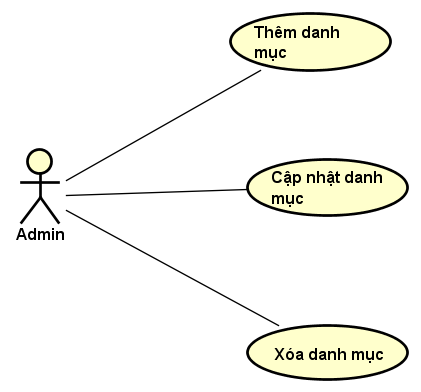 Thêm danh
mục
Cập nhật danh
mục
Admin
Xóa danh mục